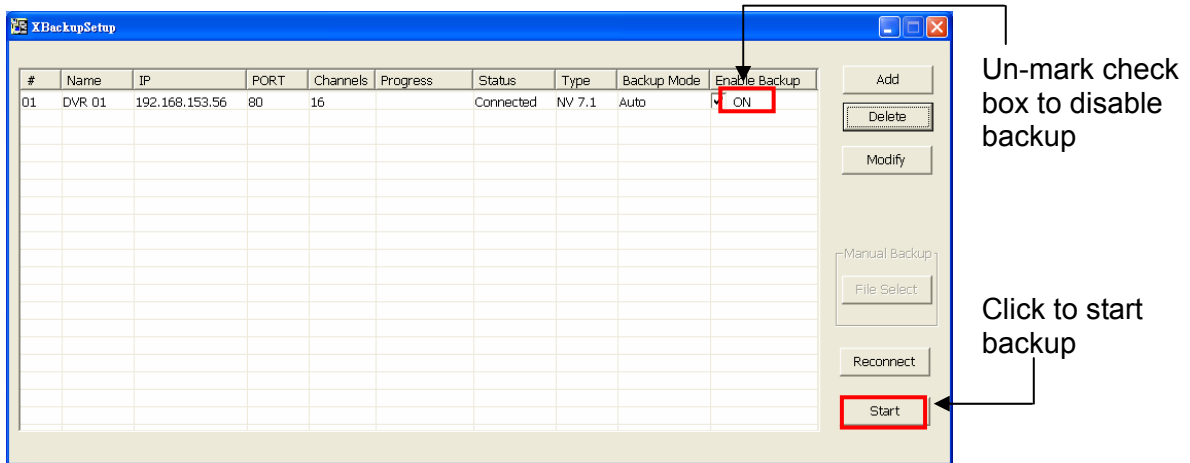 XBackupSetup
# Name IP PORT Channels Progress Status Type Backup Mode Enable Backup
01 DVR 01 192.168.153.56 80 16 Connected NV 7.1 Auto ON
Add
Delete
Modify
Manual Backup
File Select
Reconnect
Start
Un-mark check
box to disable
backup
Click to start
backup